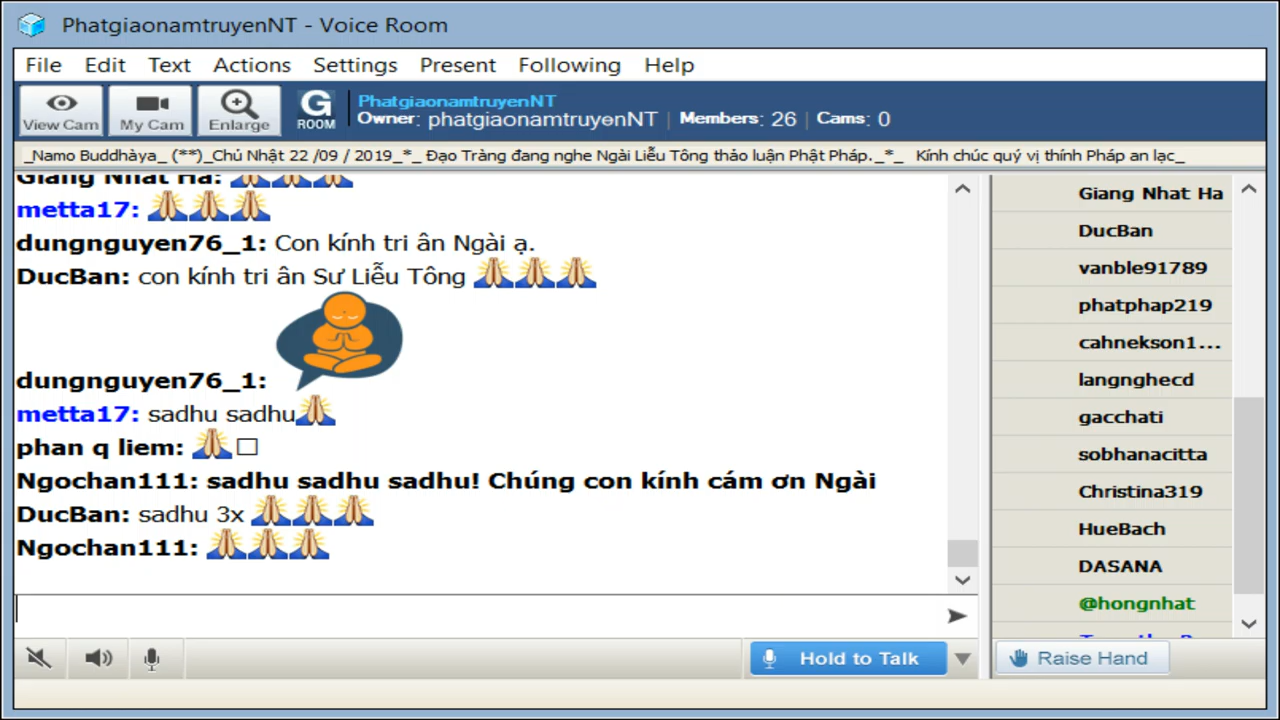 PhatgiaonamtruyenNT - Voice Room
File Edit Text Actions Settings Present Following Help
View Cam My Cam Enlarge G ROOM
PhatgiaonamtruyenNT
Owner: phatgiaonamtruyenNT | Members: 26 | Cams: 0
_Namo Buddhàya_ (**)_Chủ Nhật 22 /09 / 2019_*_ Đạo Tràng đang nghe Ngài Liễu Tông thảo luận Phật Pháp._*_ Kính chúc quý vị thính Pháp an lạc_
Giang Nhat Ha:
metta17:
dungnguyen76_1: Con kính tri ân Ngài ạ.
DucBan: con kính tri ân Sư Liễu Tông
dungnguyen76_1:
metta17: sadhu sadhu
phan q liem:
Ngochan111: sadhu sadhu sadhu! Chúng con kính cám ơn Ngài
DucBan: sadhu 3x
Ngochan111:
Giang Nhat Ha
DucBan
vanble91789
phatphap219
cahnekson1...
langnghecd
gacchati
sobhanacitta
Christina319
HueBach
DASANA
@hongnhat
Hold to Talk
Raise Hand